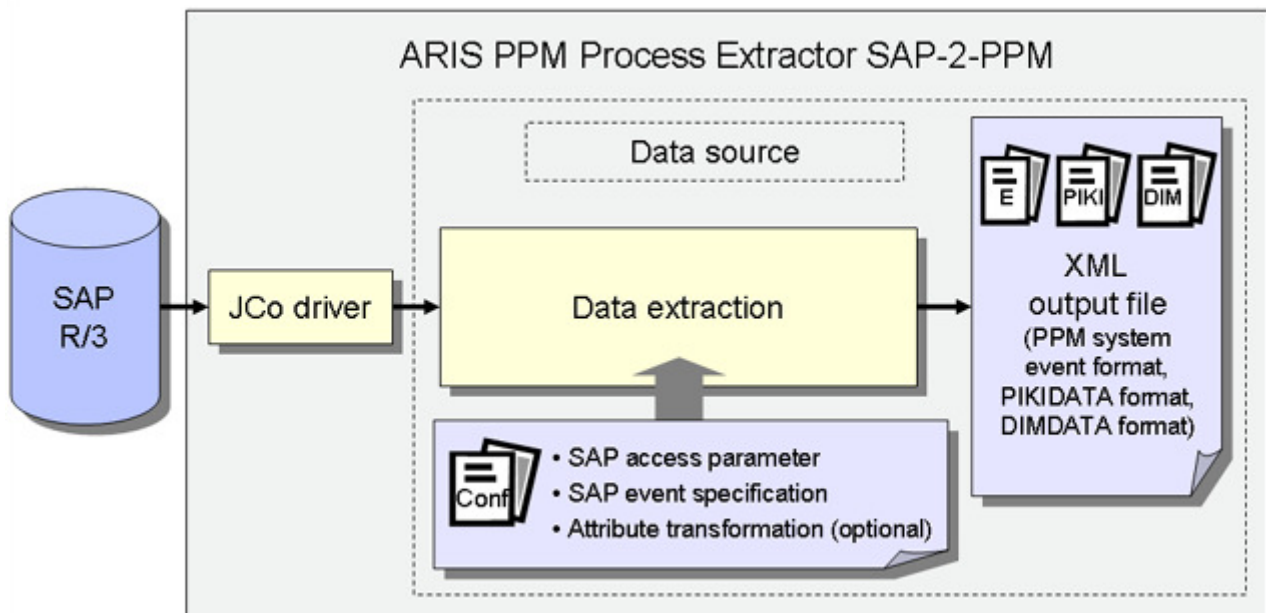 ARIS PPM Process Extractor SAP-2-PPM
Data source
SAP
R/3
JCo driver
Data extraction
E
PIKI
DIM
XML
output file
(PPM system
event format,
PIKIDATA format,
DIMDATA format)
Conf
• SAP access parameter
• SAP event specification
• Attribute transformation (optional)